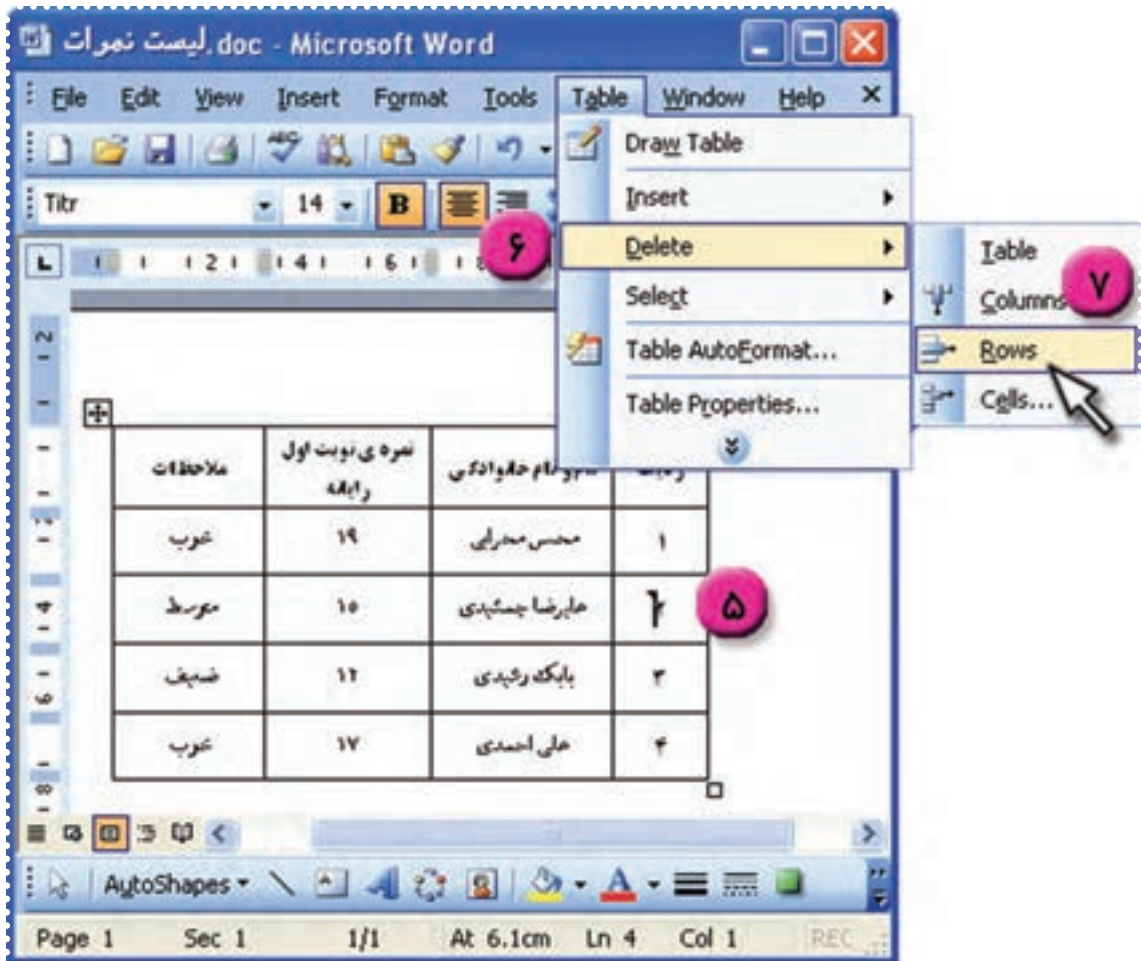 لیست نمرات.doc - Microsoft Word
File Edit View Insert Format Tools Table Window Help
Draw Table
Titr 14 B
Insert
۶
Delete
Table
۷
Select
Columns
Table AutoFormat...
Rows
Table Properties...
Cells...
نام و نام خانوادگی نمره ی نوبت اول رایانه ملاحظات
۱ محسن محرابی ۱۹ خوب
۲ علیرضا جمشیدی ۱۵ متوسط
۵
۳ بابک رشیدی ۱۲ ضعیف
۴ علی احمدی ۱۷ خوب
AutoShapes
Page 1 Sec 1 1/1 At 6.1cm Ln 4 Col 1 REC